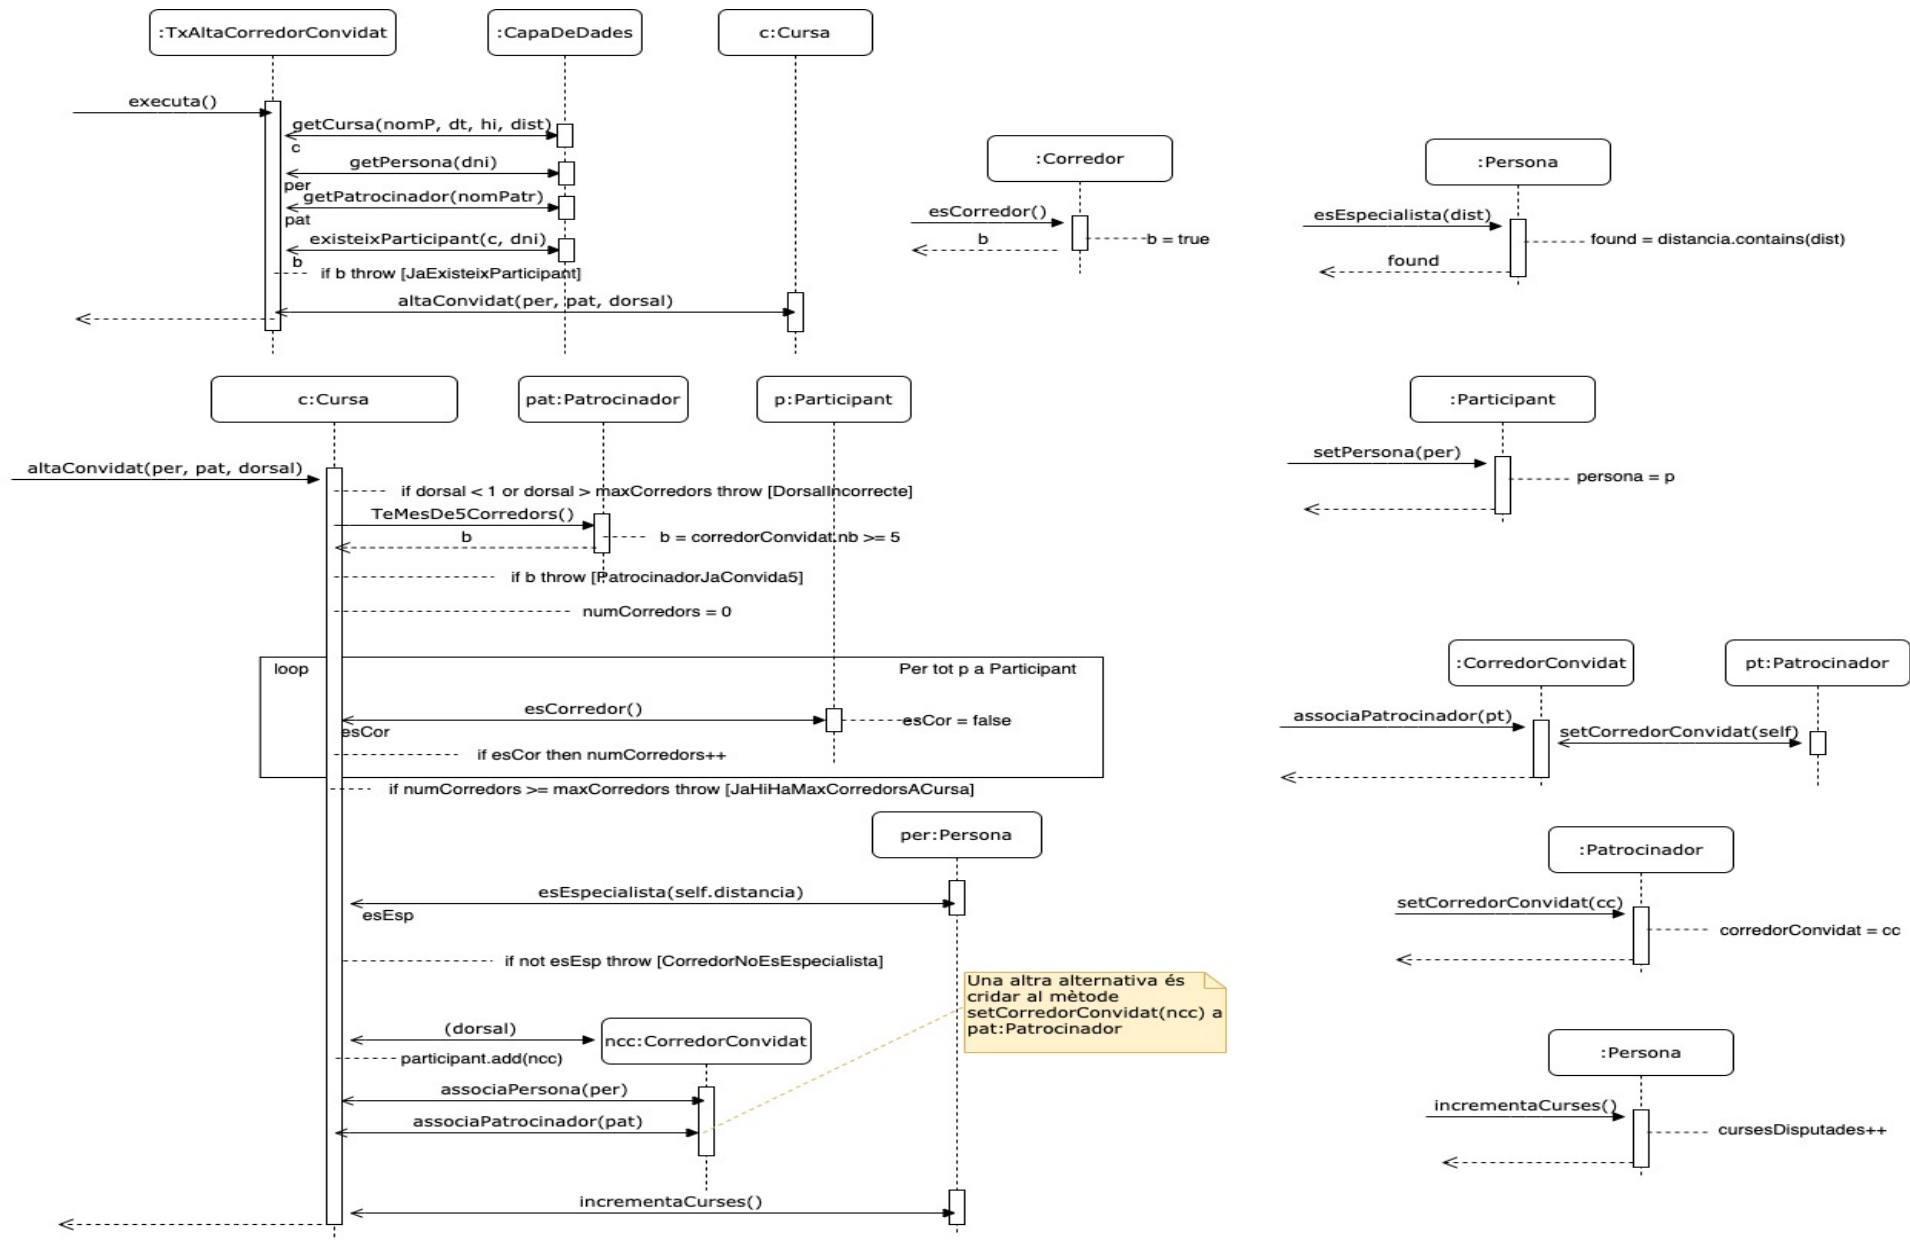 :TxAltaCorredorConvidat
:CapaDeDades
c:Cursa
executa()
getCursa(nomP, dt, hi, dist)
c
getPersona(dni)
per
getPatrocinador(nomPatr)
pat
existeixParticipant(c, dni)
b
if b throw [JaExisteixParticipant]
altaConvidat(per, pat, dorsal)
:Corredor
esCorredor()
b
b = true
:Persona
esEspecialista(dist)
found = distancia.contains(dist)
found
c:Cursa
pat:Patrocinador
p:Participant
altaConvidat(per, pat, dorsal)
if dorsal < 1 or dorsal > maxCorredors throw [DorsalIncorrecte]
TeMesDe5Corredors()
b
b = corredorConvidat.nb >= 5
if b throw [PatrocinadorJaConvida5]
numCorredors = 0
loop
Per tot p a Participant
esCorredor()
esCor
esCor = false
if esCor then numCorredors++
if numCorredors >= maxCorredors throw [JaHiHaMaxCorredorsACursa]
per:Persona
esEspecialista(self.distancia)
esEsp
if not esEsp throw [CorredorNoEsEspecialista]
Una altra alternativa és
cridar al mètode
setCorredorConvidat(ncc) a
pat:Patrocinador
(dorsal)
ncc:CorredorConvidat
participant.add(ncc)
associaPersona(per)
associaPatrocinador(pat)
incrementaCurses()
:Participant
setPersona(per)
persona = p
:CorredorConvidat
pt:Patrocinador
associaPatrocinador(pt)
setCorredorConvidat(self)
:Patrocinador
setCorredorConvidat(cc)
corredorConvidat = cc
:Persona
incrementaCurses()
cursesDisputades++